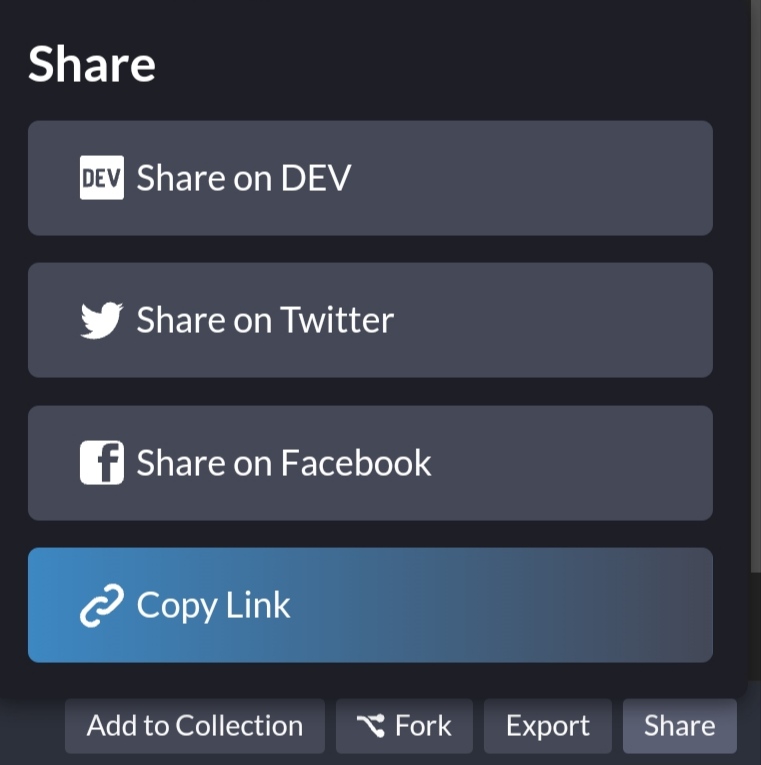 Share
DEV Share on DEV
Share on Twitter
Share on Facebook
Copy Link
Add to Collection Fork Export Share